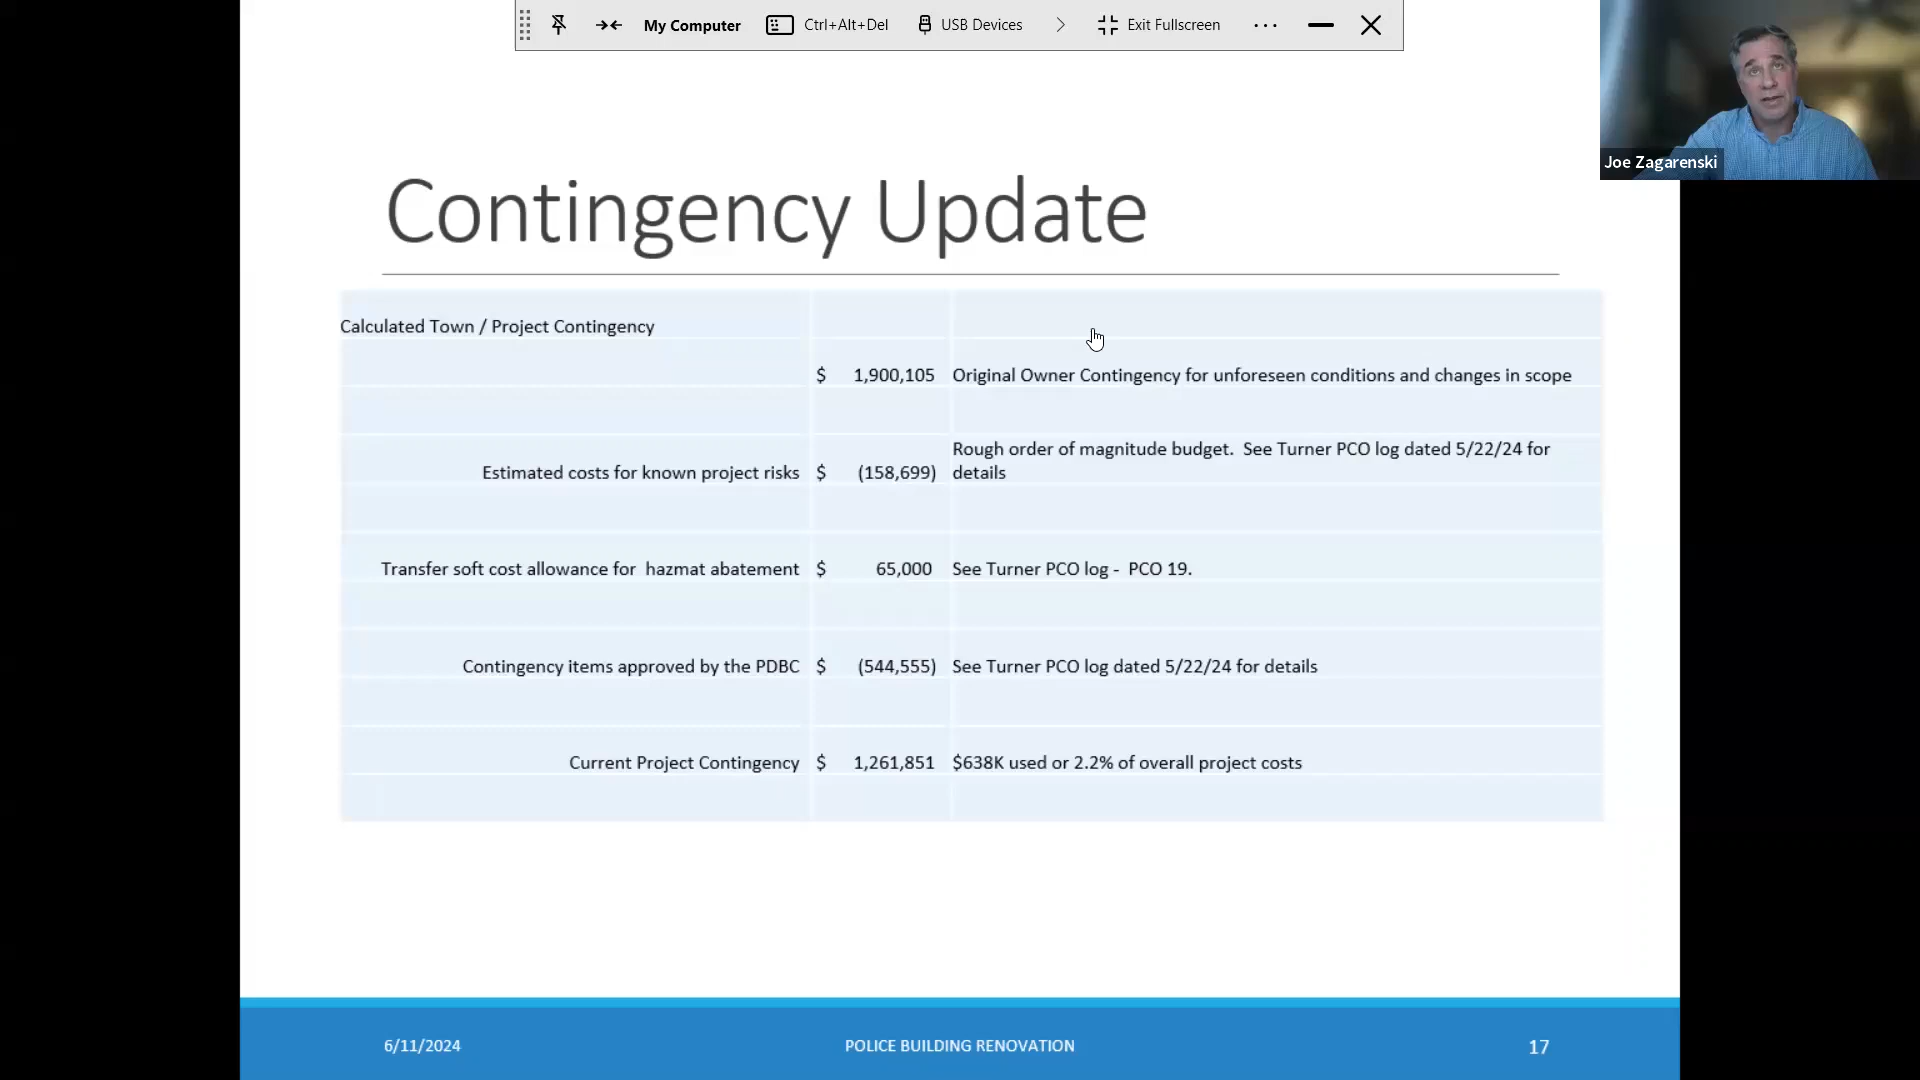 My Computer Ctrl+Alt+Del USB Devices Exit Fullscreen
Joe Zagarenski
Contingency Update
Calculated Town / Project Contingency
$ 1,900,105 Original Owner Contingency for unforeseen conditions and changes in scope
Rough order of magnitude budget. See Turner PCO log dated 5/22/24 for
Estimated costs for known project risks $ (158,699) details
Transfer soft cost allowance for hazmat abatement $ 65,000 See Turner PCO log - PCO 19.
Contingency items approved by the PDBC $ (544,555) See Turner PCO log dated 5/22/24 for details
Current Project Contingency $ 1,261,851 $638K used or 2.2% of overall project costs
6/11/2024 POLICE BUILDING RENOVATION 17